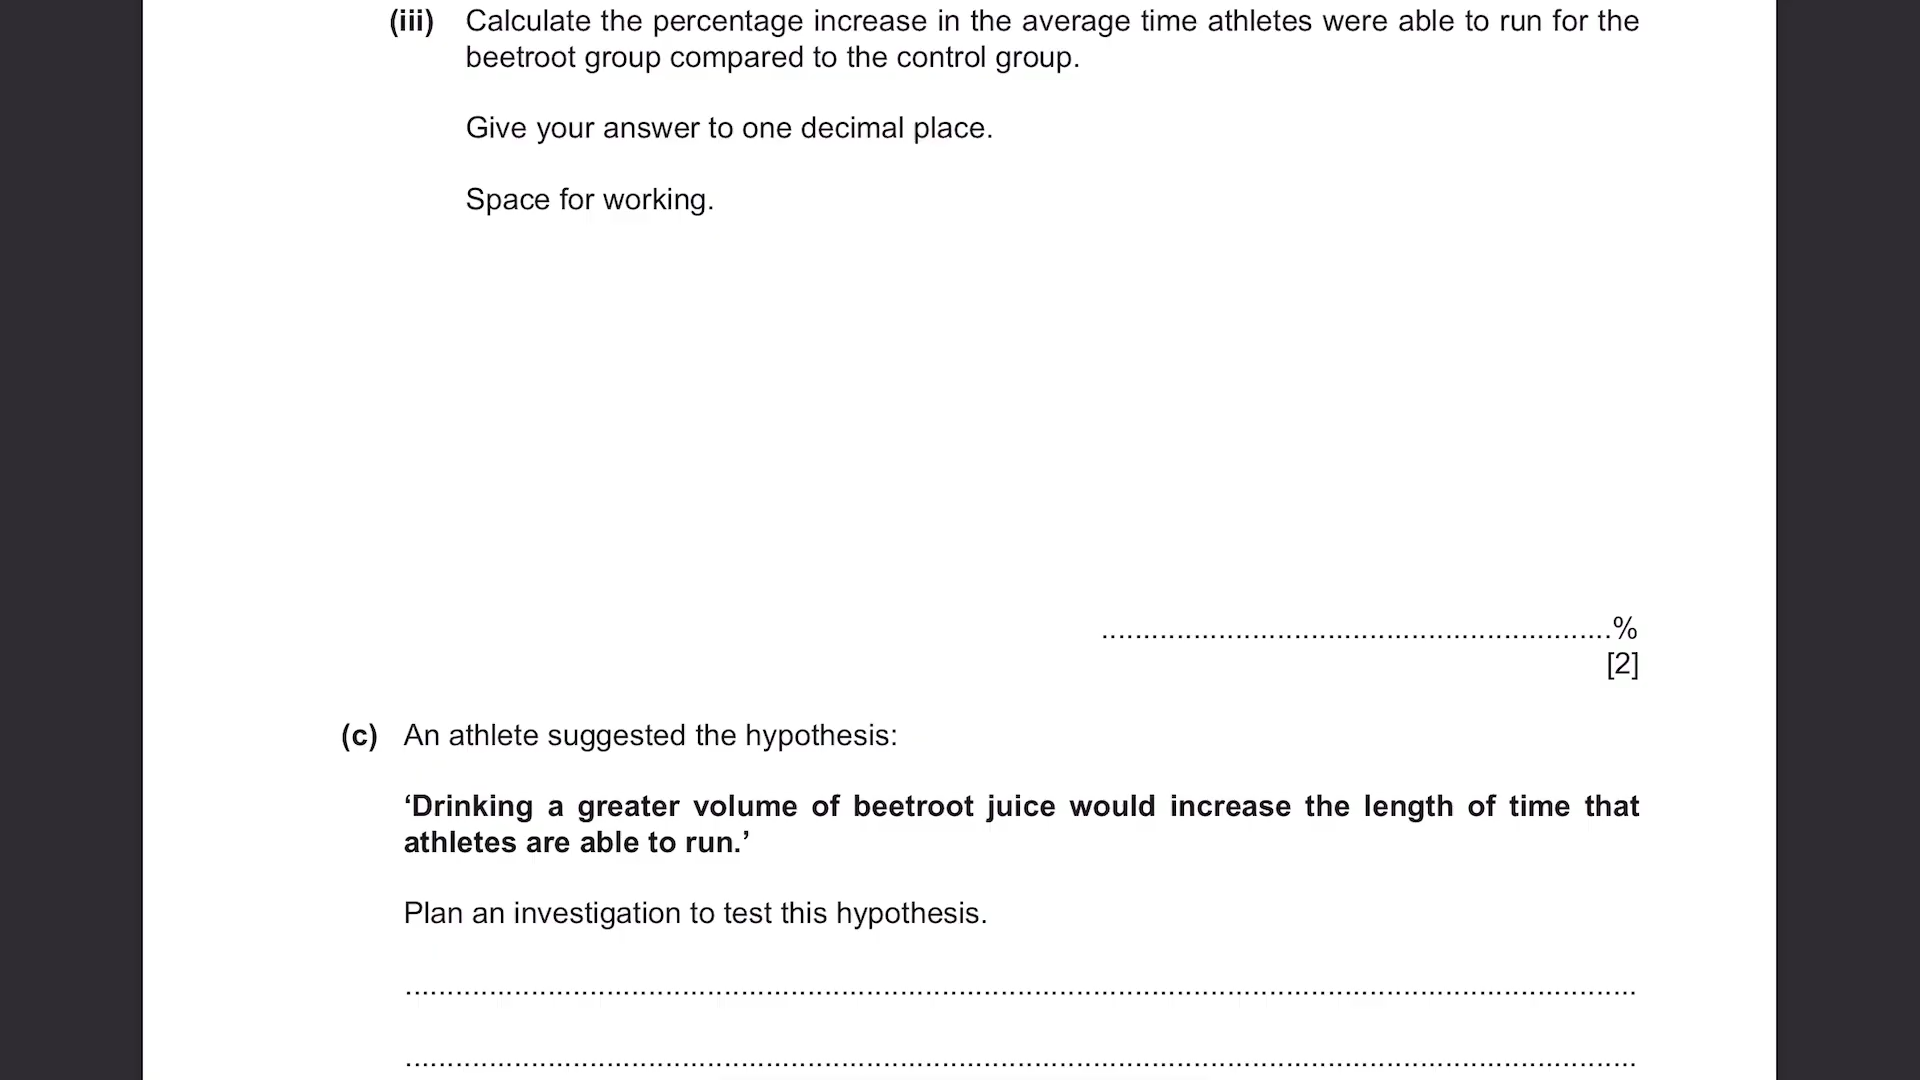 (iii) Calculate the percentage increase in the average time athletes were able to run for the
beetroot group compared to the control group.
Give your answer to one decimal place.
Space for working.
..............................................................%
[2]
(c) An athlete suggested the hypothesis:
‘Drinking a greater volume of beetroot juice would increase the length of time that
athletes are able to run.’
Plan an investigation to test this hypothesis.